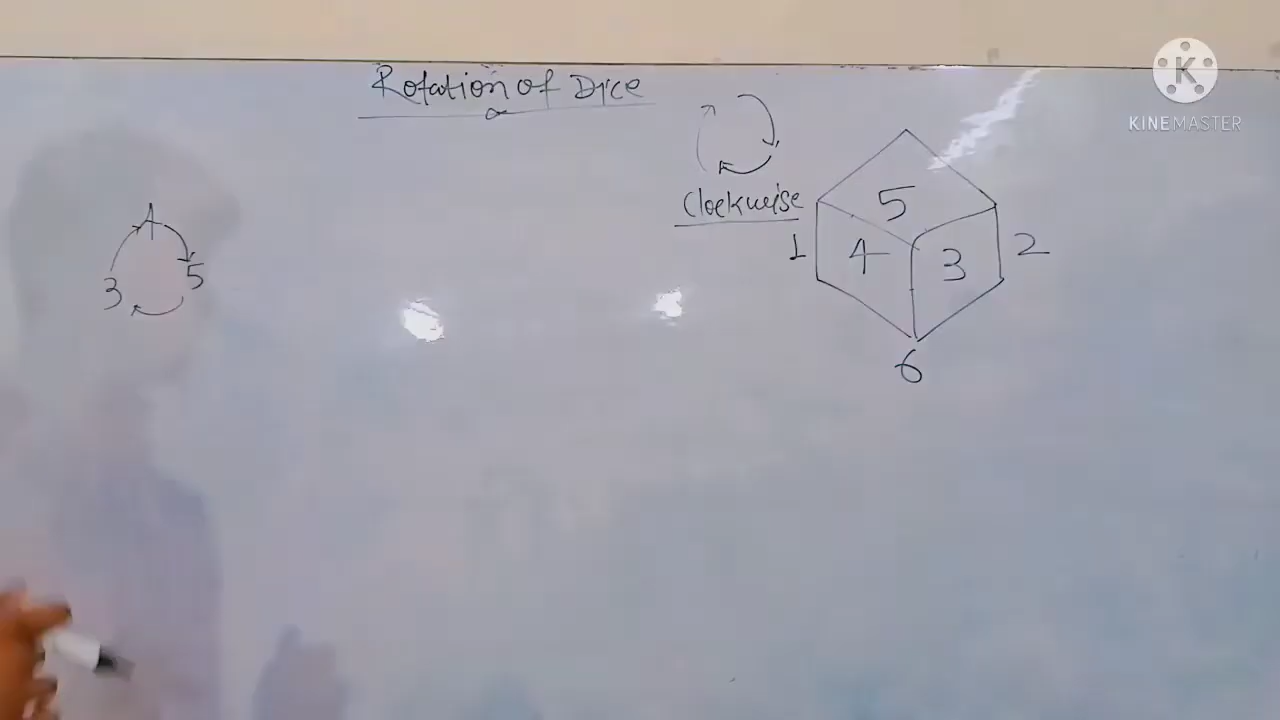 Rotation of Dice
K
KINEMASTER
Clockwise
5
1 4 3 2
6
4
3 5